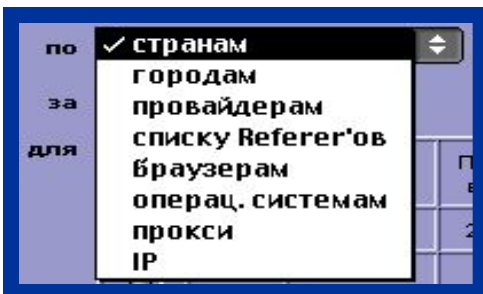 по ✓ странам
городам
за провайдерам
списку Referer'ов
для
браузерам
операц. системам
прокси
IP